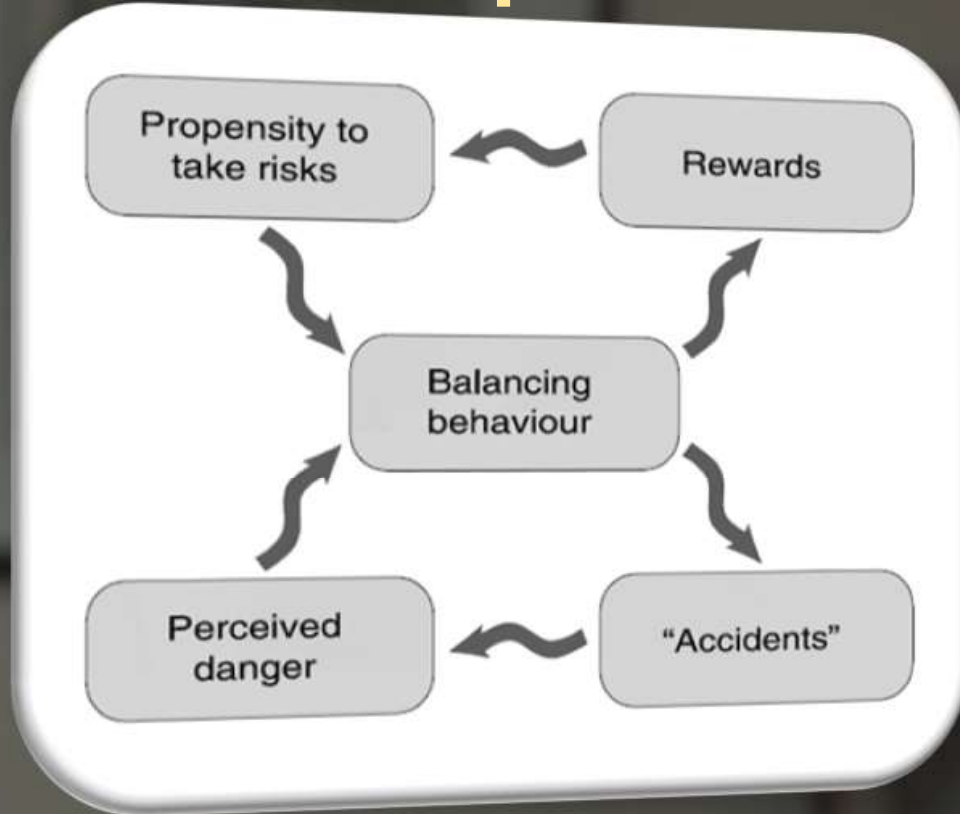 Propensity to
take risks
Rewards
Balancing
behaviour
Perceived
danger
“Accidents”